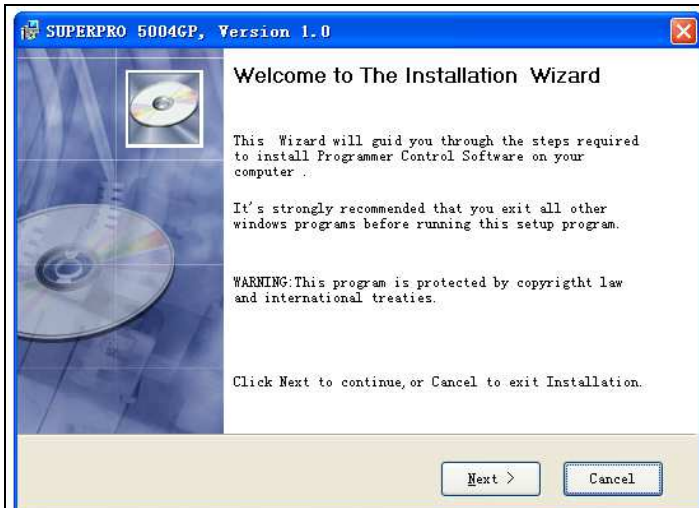 SUPERPRO 5004GP, Version 1.0
Welcome to The Installation Wizard
This Wizard will guid you through the steps required
to install Programmer Control Software on your
computer .
It's strongly recommended that you exit all other
windows programs before running this setup program.
WARNING:This program is protected by copyrigtht law
and international treaties.
Click Next to continue,or Cancel to exit Installation.
Next >
Cancel